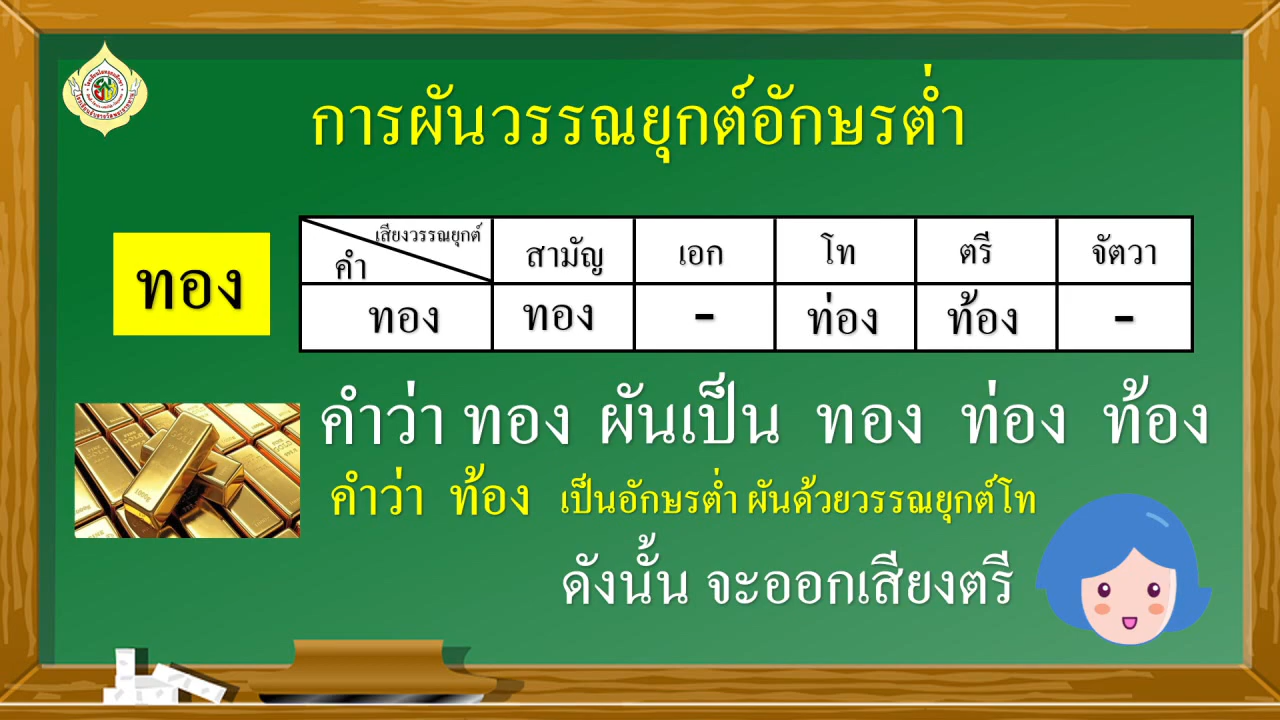 การผันวรรณยุกต์อักษรต่ำ
ทอง
เสียงวรรณยุกต์
คำ
สามัญ เอก โท ตรี จัตวา
ทอง ทอง - ท่อง ท้อง -
คำว่า ทอง ผันเป็น ทอง ท่อง ท้อง
คำว่า ท้อง เป็นอักษรต่ำ ผันด้วยวรรณยุกต์โท
ดังนั้น จะออกเสียงตรี